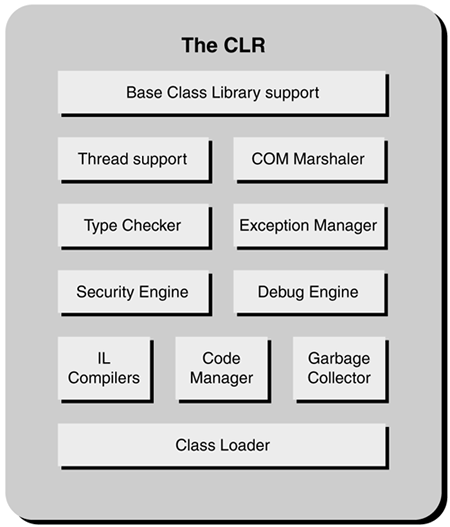 The CLR
Base Class Library support
Thread support
COM Marshaler
Type Checker
Exception Manager
Security Engine
Debug Engine
IL
Compilers
Code
Manager
Garbage
Collector
Class Loader